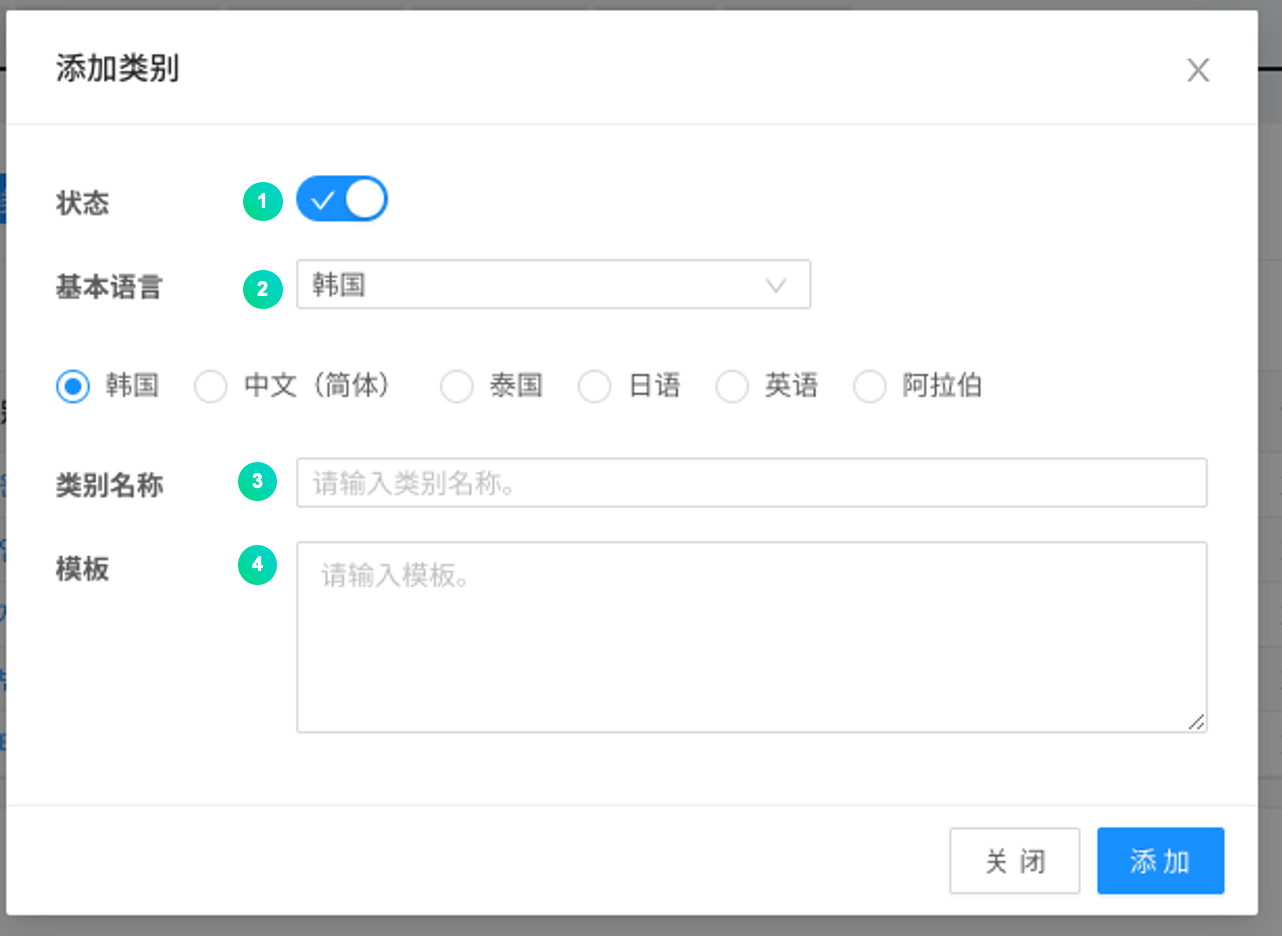 添加类别
状态 1
基本语言 2 韩国
韩国 中文（简体） 泰国 日语 英语 阿拉伯
类别名称 3 请输入类别名称。
模板 4 请输入模板。
关 闭 添 加